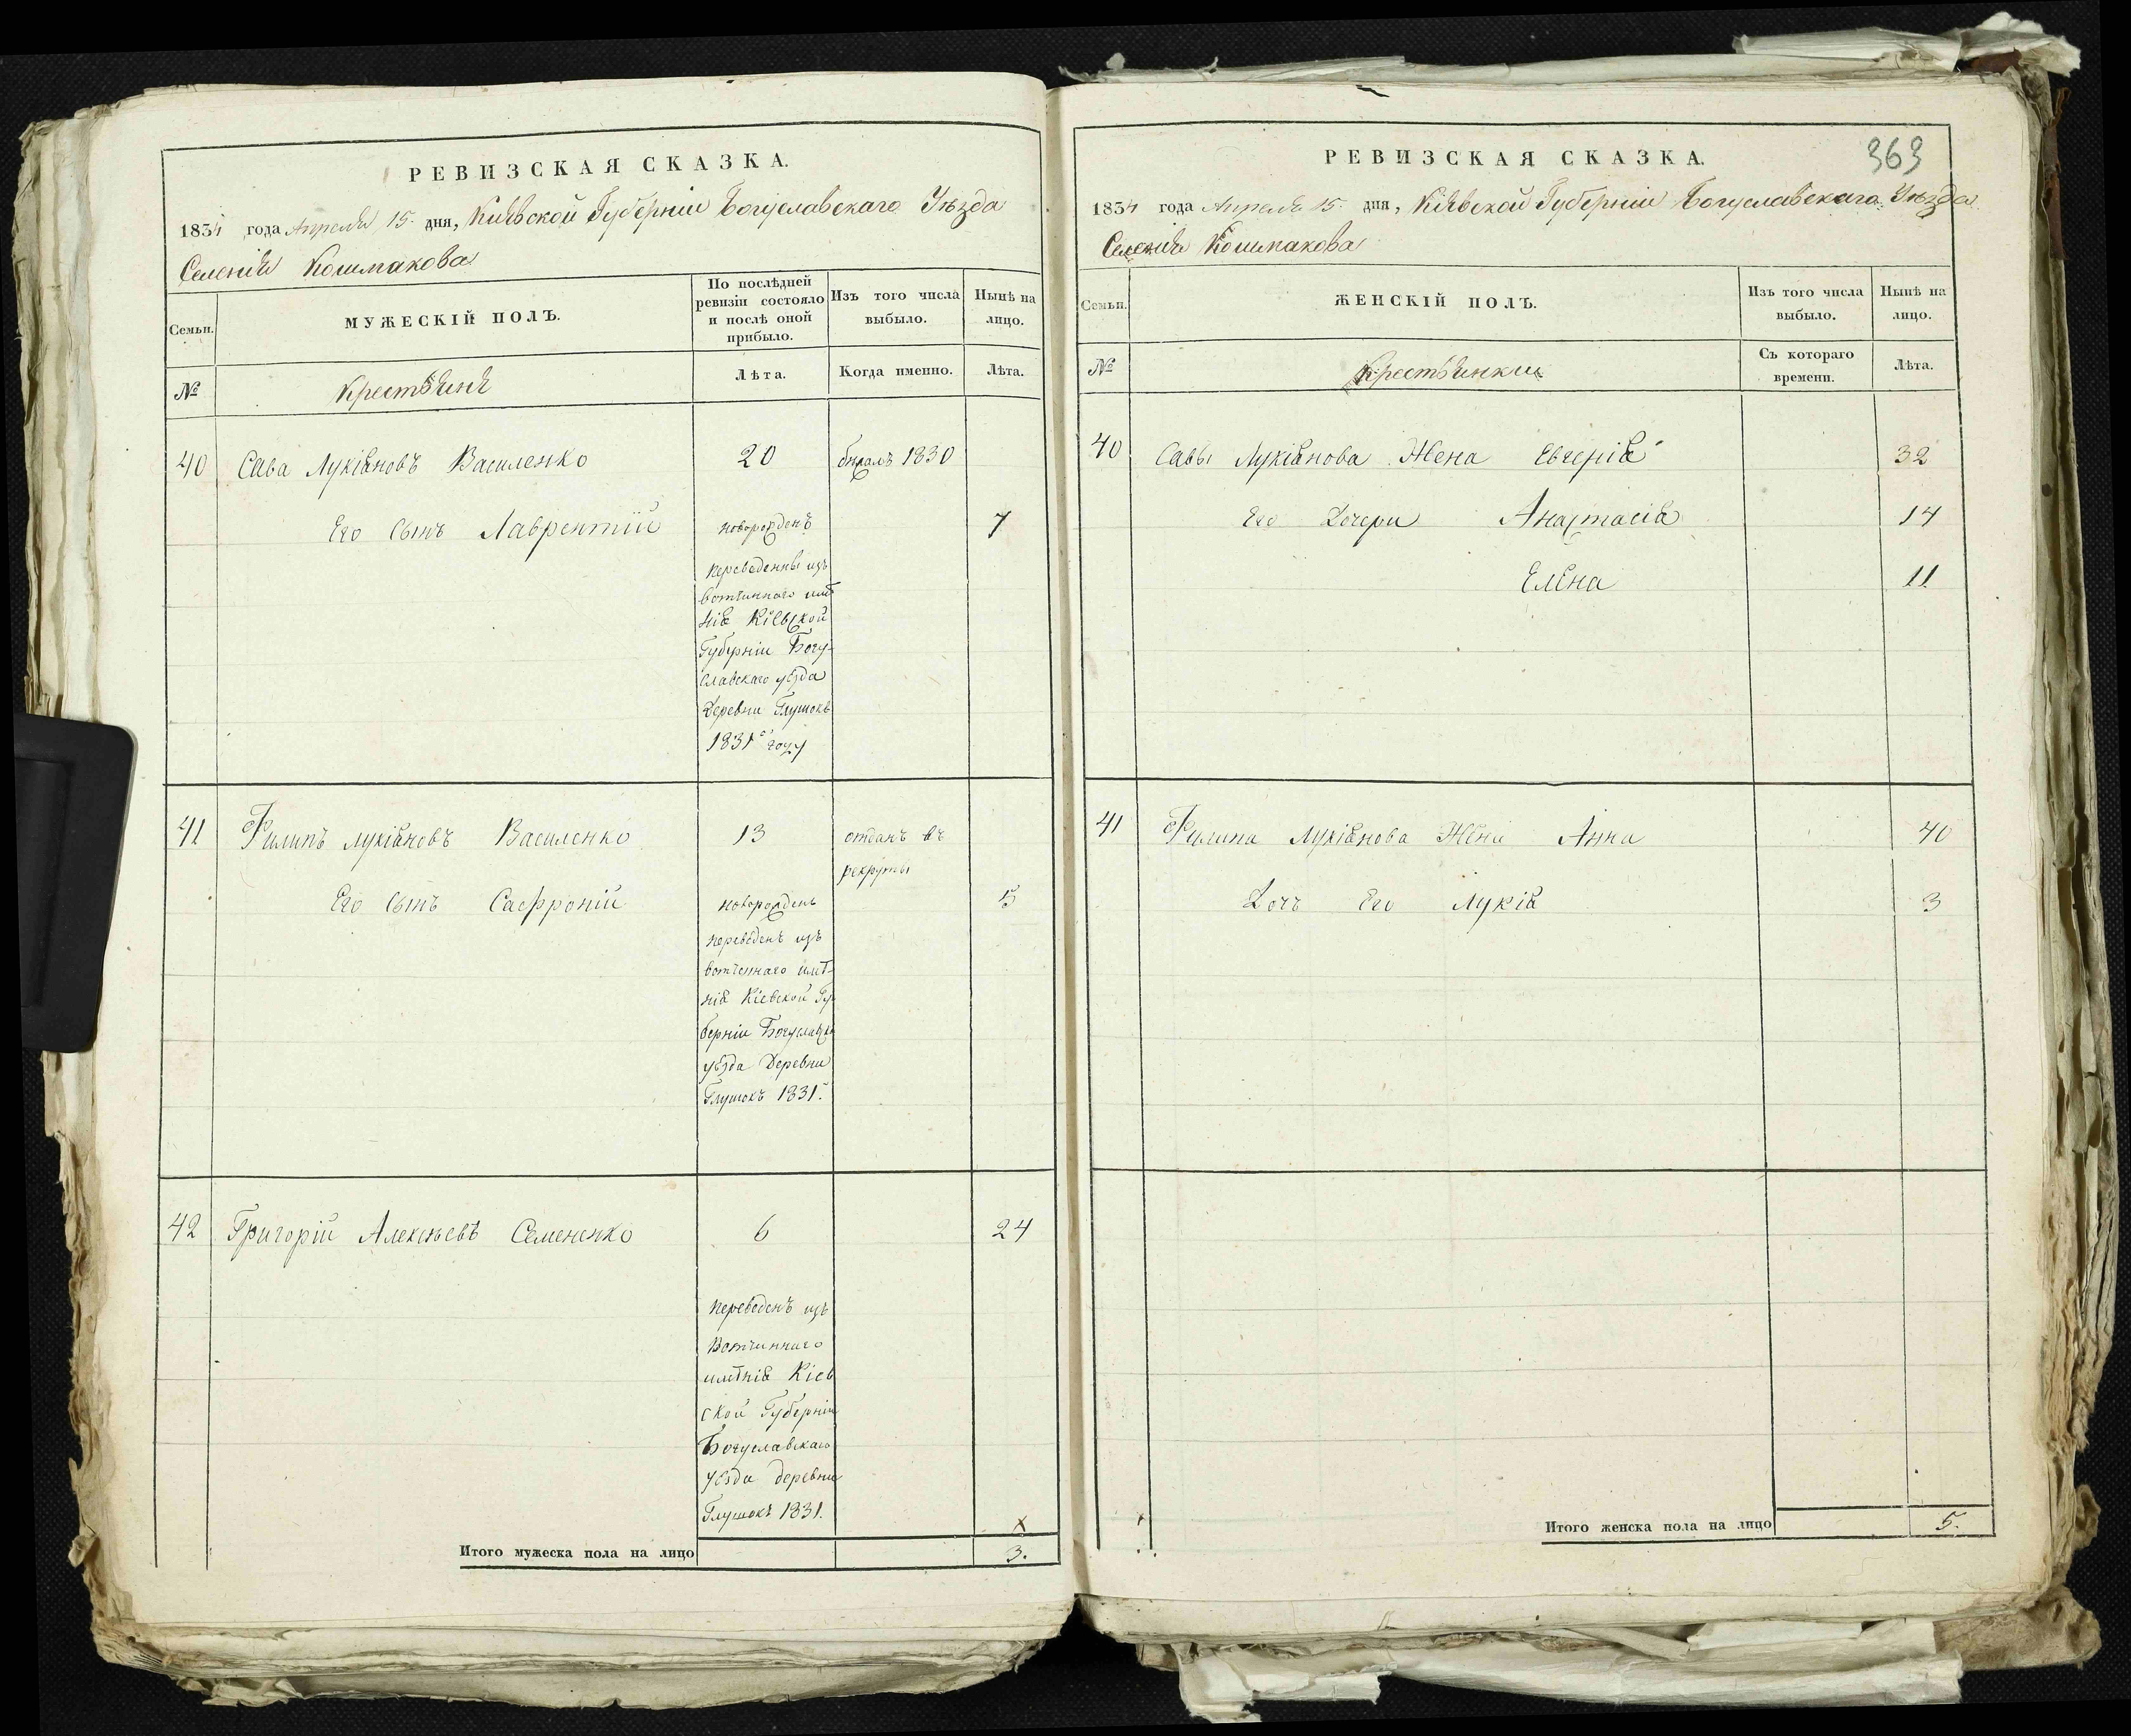 РЕВИЗСКАЯ СКАЗКА.
1834 года Апреля 15. дня, Кіевской Губерніи Богуславскаго Уѣзда
Селенія Кошмакова
Семьи. МУЖЕСКІЙ ПОЛЪ. По послѣдней ревизіи состояло и послѣ оной прибыло. Изъ того числа выбыло. Нынѣ на лицо.
№ Крестьянъ Лѣта. Когда именно. Лѣта.
40 Сава Лукіяновъ Василенко 20 1830
Его Сынъ Лаврентій новорожденъ 7
переведенны изъ
вотчиннаго имѣ
нія Кіевской
Губерніи Богу-
славскаго уѣзда
Деревни Глушокъ
1831го году
41 Филипъ Лукіяновъ Василенко 13 отданъ въ
рекруты
Его Сынъ Сафроній новорожденъ 5
переведенъ изъ
вотченнаго имѣ-
нія Кіевской Гу
берніи Богуславска
уѣзда Деревни
Глушокъ 1831.
42 Григорій Алексѣевъ Семененко 6 24
переведенъ изъ
Вотчиннаго
имѣнія Кіев
ской Губерніи
Богуславскаго
уѣзда деревни
Глушокъ 1831.
х
Итого мужеска пола на лицо 3.
363
РЕВИЗСКАЯ СКАЗКА.
1834 года Апреля 15. дня, Кіевской Губерніи Богуславскаго Уѣзда
Селенія Кошмакова
Семьи. ЖЕНСКІЙ ПОЛЪ. Изъ того числа выбыло. Нынѣ на лицо.
№ Крестьянки Съ котораго времени. Лѣта.
40 Саввы Лукіянова Жена Евгенія 32
Его Дочери Анастасія 14
Елена 11
41 Филипа Лукіянова Жена Анна 40
Дочь Его Лукія 3
Итого женска пола на лицо 5.